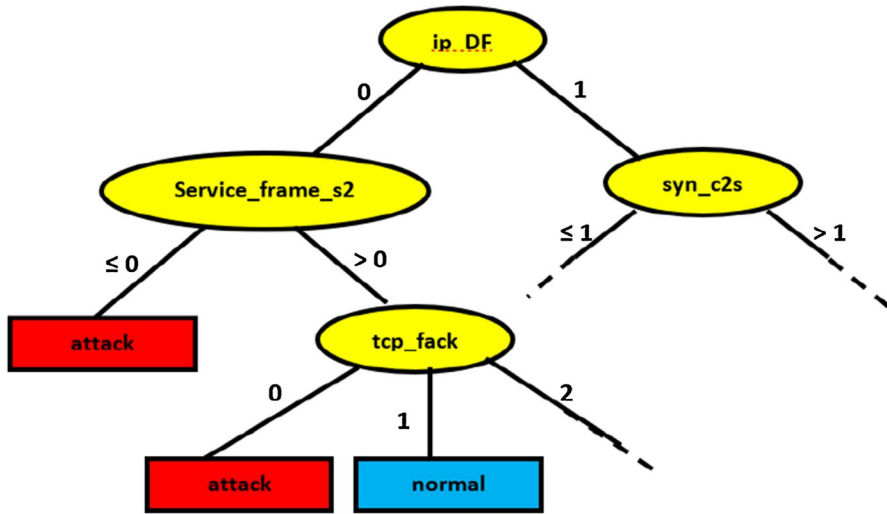 ip_DF
0
1
Service_frame_s2
syn_c2s
≤ 0
> 0
≤ 1
> 1
attack
tcp_fack
0
1
2
attack
normal